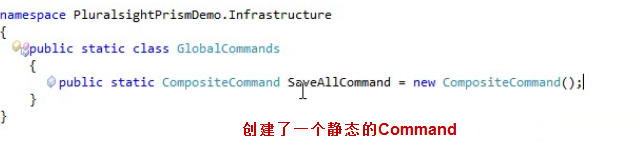 namespace PluralsightPrismDemo.Infrastructure
{
public static class GlobalCommands
{
public static CompositeCommand SaveAllCommand = new CompositeCommand();
}
}
创建了一个静态的Command